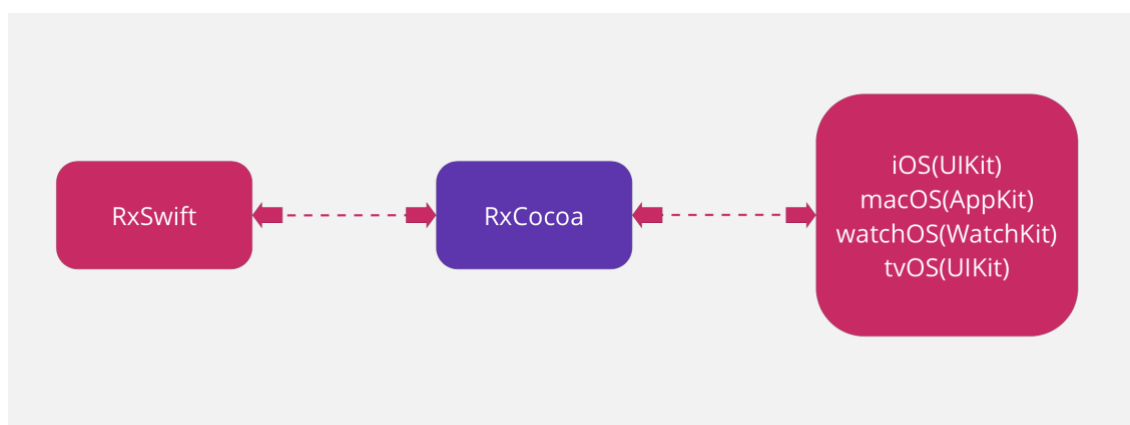 RxSwift
RxCocoa
iOS(UIKit)
macOS(AppKit)
watchOS(WatchKit)
tvOS(UIKit)